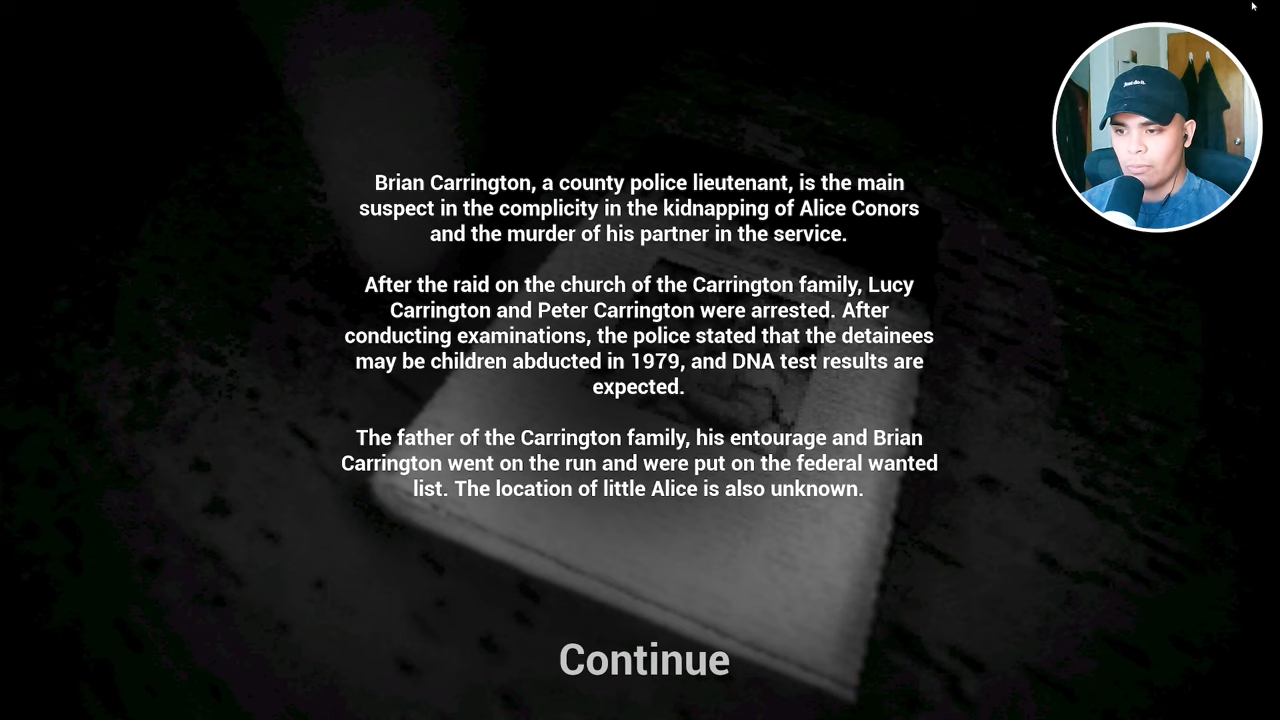 Brian Carrington, a county police lieutenant, is the main
suspect in the complicity in the kidnapping of Alice Conors
and the murder of his partner in the service.
After the raid on the church of the Carrington family, Lucy
Carrington and Peter Carrington were arrested. After
conducting examinations, the police stated that the detainees
may be children abducted in 1979, and DNA test results are
expected.
The father of the Carrington family, his entourage and Brian
Carrington went on the run and were put on the federal wanted
list. The location of little Alice is also unknown.
Continue